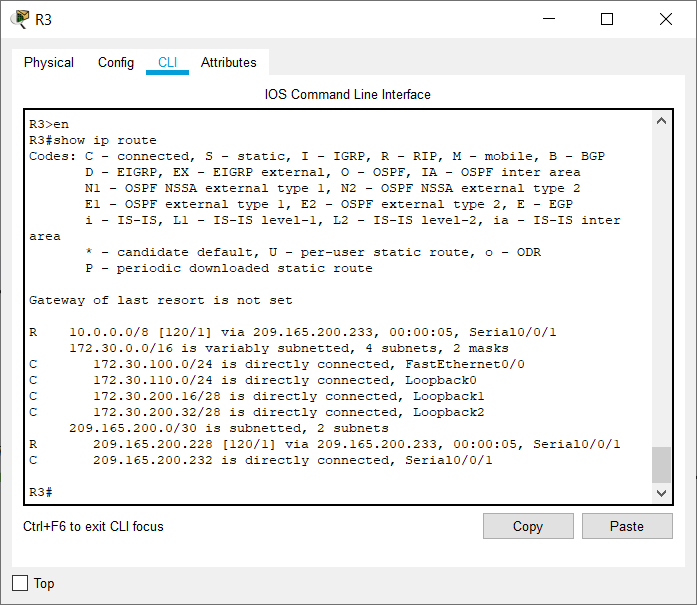 R3
Physical Config CLI Attributes
IOS Command Line Interface
R3>en
R3#show ip route
Codes: C - connected, S - static, I - IGRP, R - RIP, M - mobile, B - BGP
       D - EIGRP, EX - EIGRP external, O - OSPF, IA - OSPF inter area
       N1 - OSPF NSSA external type 1, N2 - OSPF NSSA external type 2
       E1 - OSPF external type 1, E2 - OSPF external type 2, E - EGP
       i - IS-IS, L1 - IS-IS level-1, L2 - IS-IS level-2, ia - IS-IS inter
area
       * - candidate default, U - per-user static route, o - ODR
       P - periodic downloaded static route
Gateway of last resort is not set
R    10.0.0.0/8 [120/1] via 209.165.200.233, 00:00:05, Serial0/0/1
     172.30.0.0/16 is variably subnetted, 4 subnets, 2 masks
C       172.30.100.0/24 is directly connected, FastEthernet0/0
C       172.30.110.0/24 is directly connected, Loopback0
C       172.30.200.16/28 is directly connected, Loopback1
C       172.30.200.32/28 is directly connected, Loopback2
     209.165.200.0/30 is subnetted, 2 subnets
R       209.165.200.228 [120/1] via 209.165.200.233, 00:00:05, Serial0/0/1
C       209.165.200.232 is directly connected, Serial0/0/1
R3#
Ctrl+F6 to exit CLI focus Copy Paste
Top